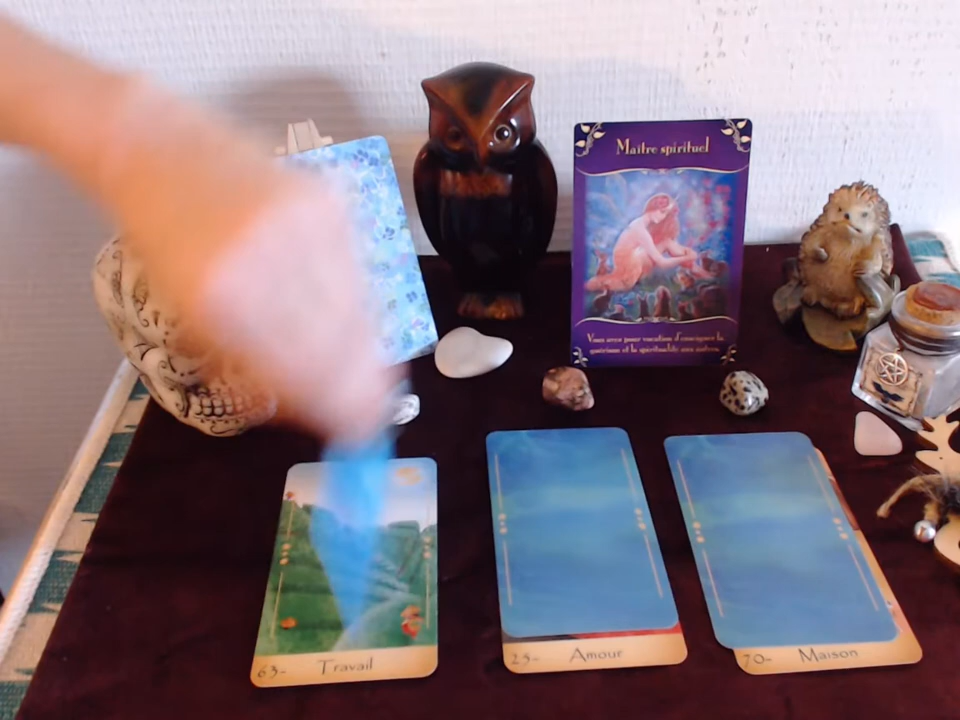 Maître spirituel
Vous avez pour vocation d'enseigner la
guérison et la spiritualité aux autres.
63- Travail
25- Amour
70- Maison